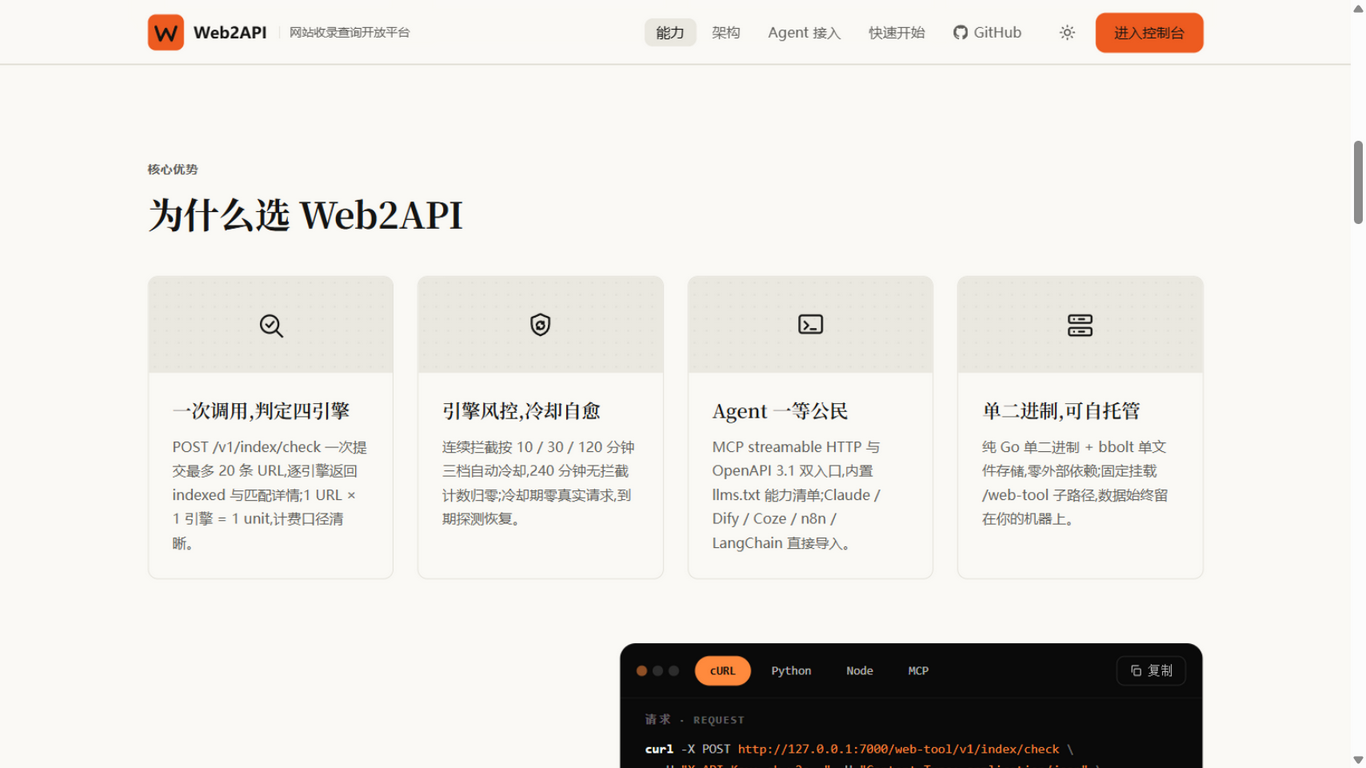 W Web2API 网站收录查询开放平台 能力 架构 Agent 接入 快速开始 GitHub 进入控制台
核心优势
为什么选 Web2API
一次调用,判定四引擎
POST /v1/index/check 一次提
交最多 20 条 URL,逐引擎返回
indexed 与匹配详情;1 URL ×
1 引擎 = 1 unit,计费口径清
晰。
引擎风控,冷却自愈
连续拦截按 10 / 30 / 120 分钟
三档自动冷却,240 分钟无拦截
计数归零;冷却期零真实请求,到
期探测恢复。
Agent 一等公民
MCP streamable HTTP 与
OpenAPI 3.1 双入口,内置
llms.txt 能力清单;Claude /
Dify / Coze / n8n /
LangChain 直接导入。
单二进制,可自托管
纯 Go 单二进制 + bbolt 单文
件存储,零外部依赖;固定挂载
/web-tool 子路径,数据始终留
在你的机器上。
cURL Python Node MCP 复制
请求 · REQUEST
curl -X POST http://127.0.0.1:7000/web-tool/v1/index/check \